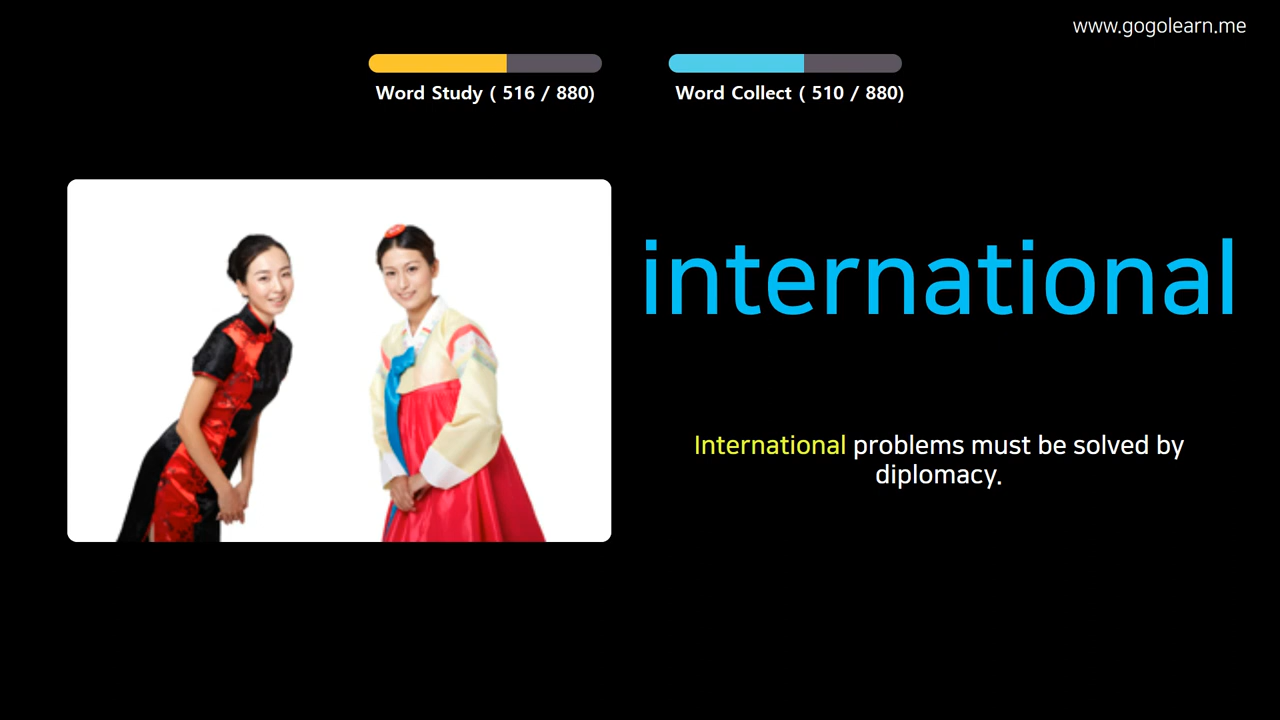 www.gogolearn.me
Word Study ( 516 / 880)
Word Collect ( 510 / 880)
international
International problems must be solved by
diplomacy.